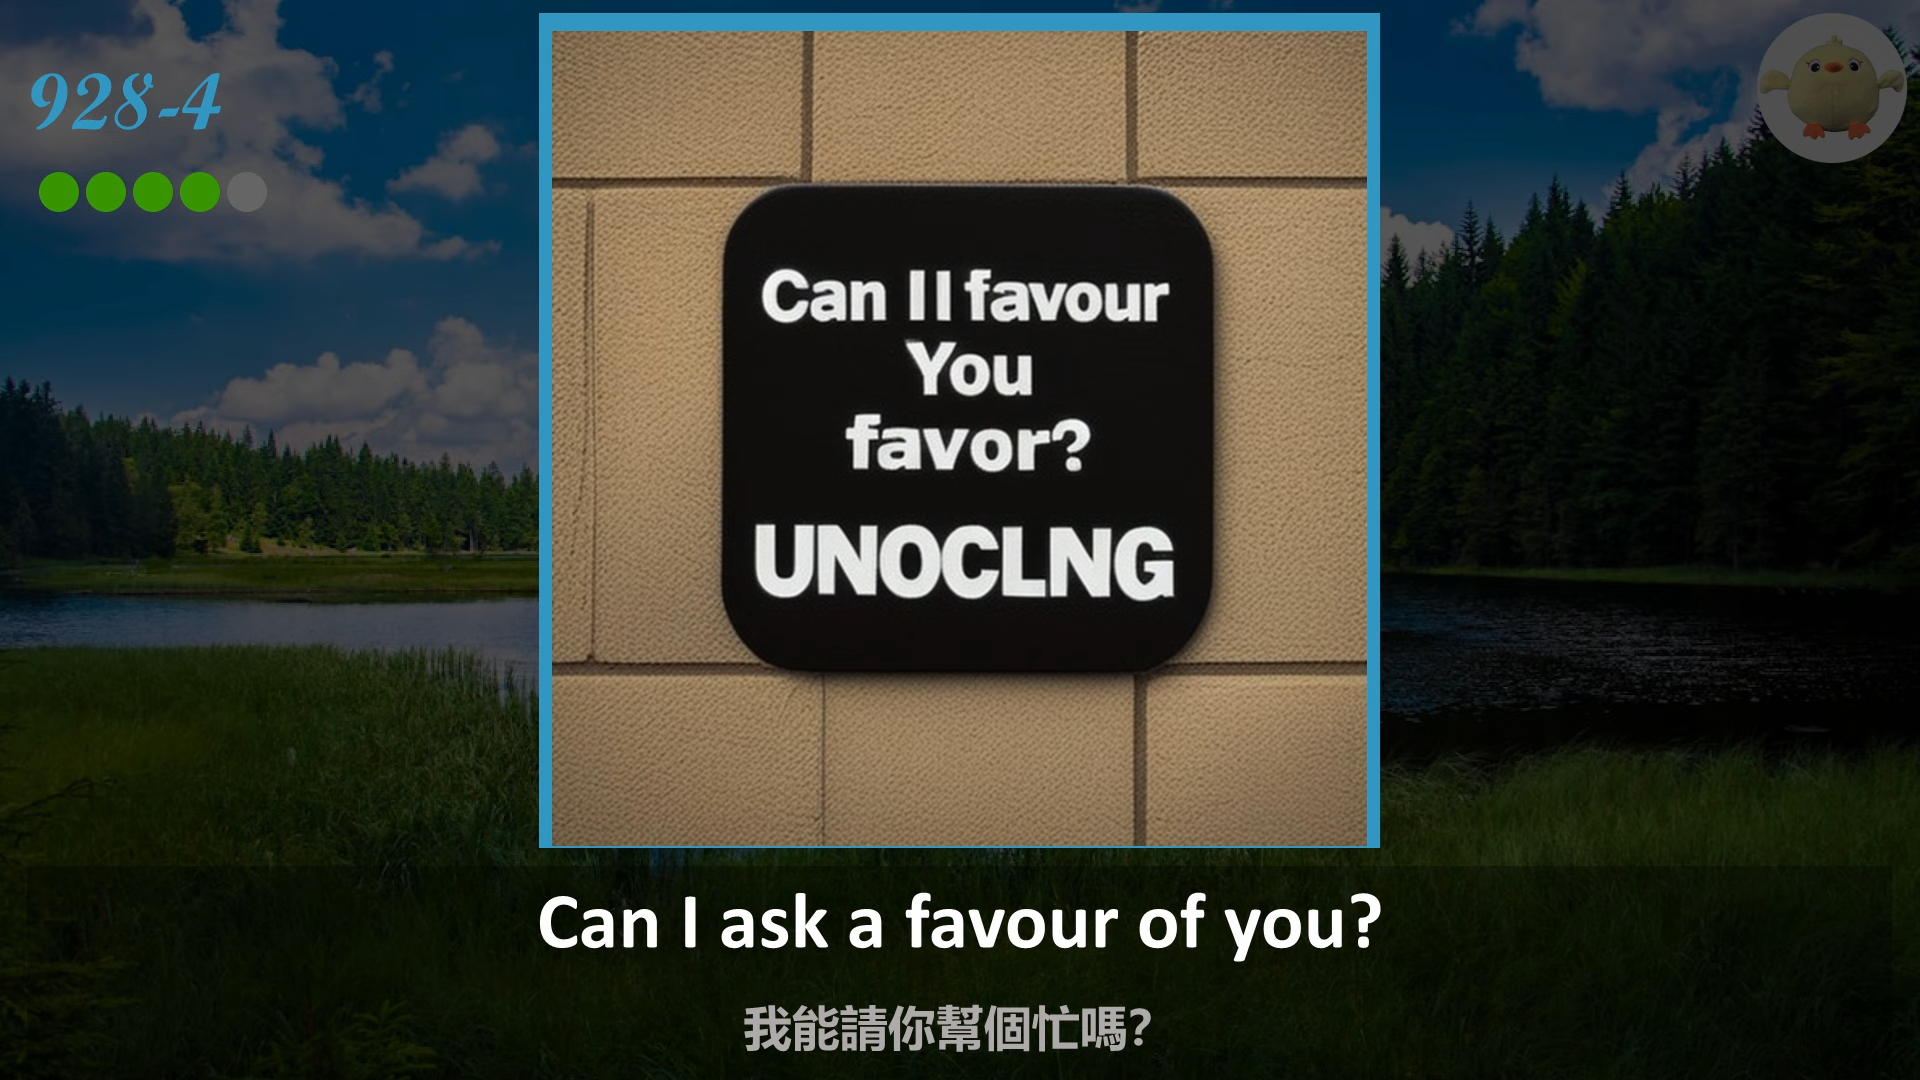 928-4
Can II favour
You
favor?
UNOCLNG
Can I ask a favour of you?
我能請你幫個忙嗎?